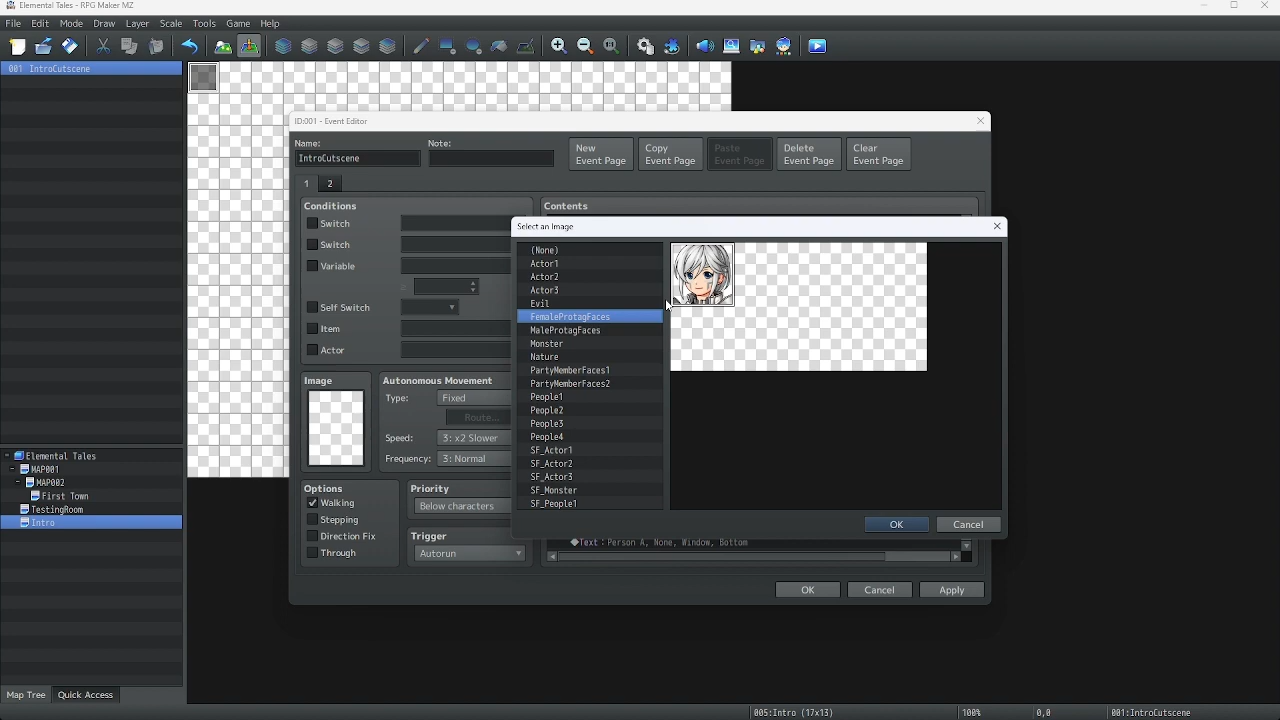 Elemental Tales - RPG Maker MZ
File Edit Mode Draw Layer Scale Tools Game Help
001 IntroCutscene
ID:001 - Event Editor
Name:
Note:
IntroCutscene
New Event Page
Copy Event Page
Paste Event Page
Delete Event Page
Clear Event Page
1 2
Conditions
Switch
Switch
Variable
Self Switch
Item
Actor
Contents
Image
Autonomous Movement
Type: Fixed
Route...
Speed: 3: x2 Slower
Frequency: 3: Normal
Options
Walking
Stepping
Direction Fix
Through
Priority
Below characters
Trigger
Autorun
◆Text : Person A, None, Window, Bottom
OK Cancel Apply
Select an Image
(None)
Actor1
Actor2
Actor3
Evil
FemaleProtagFaces
MaleProtagFaces
Monster
Nature
PartyMemberFaces1
PartyMemberFaces2
People1
People2
People3
People4
SF_Actor1
SF_Actor2
SF_Actor3
SF_Monster
SF_People1
OK Cancel
Elemental Tales
MAP001
MAP002
First Town
TestingRoom
Intro
Map Tree Quick Access
005:Intro (17x13) 100% 0,0 001:IntroCutscene